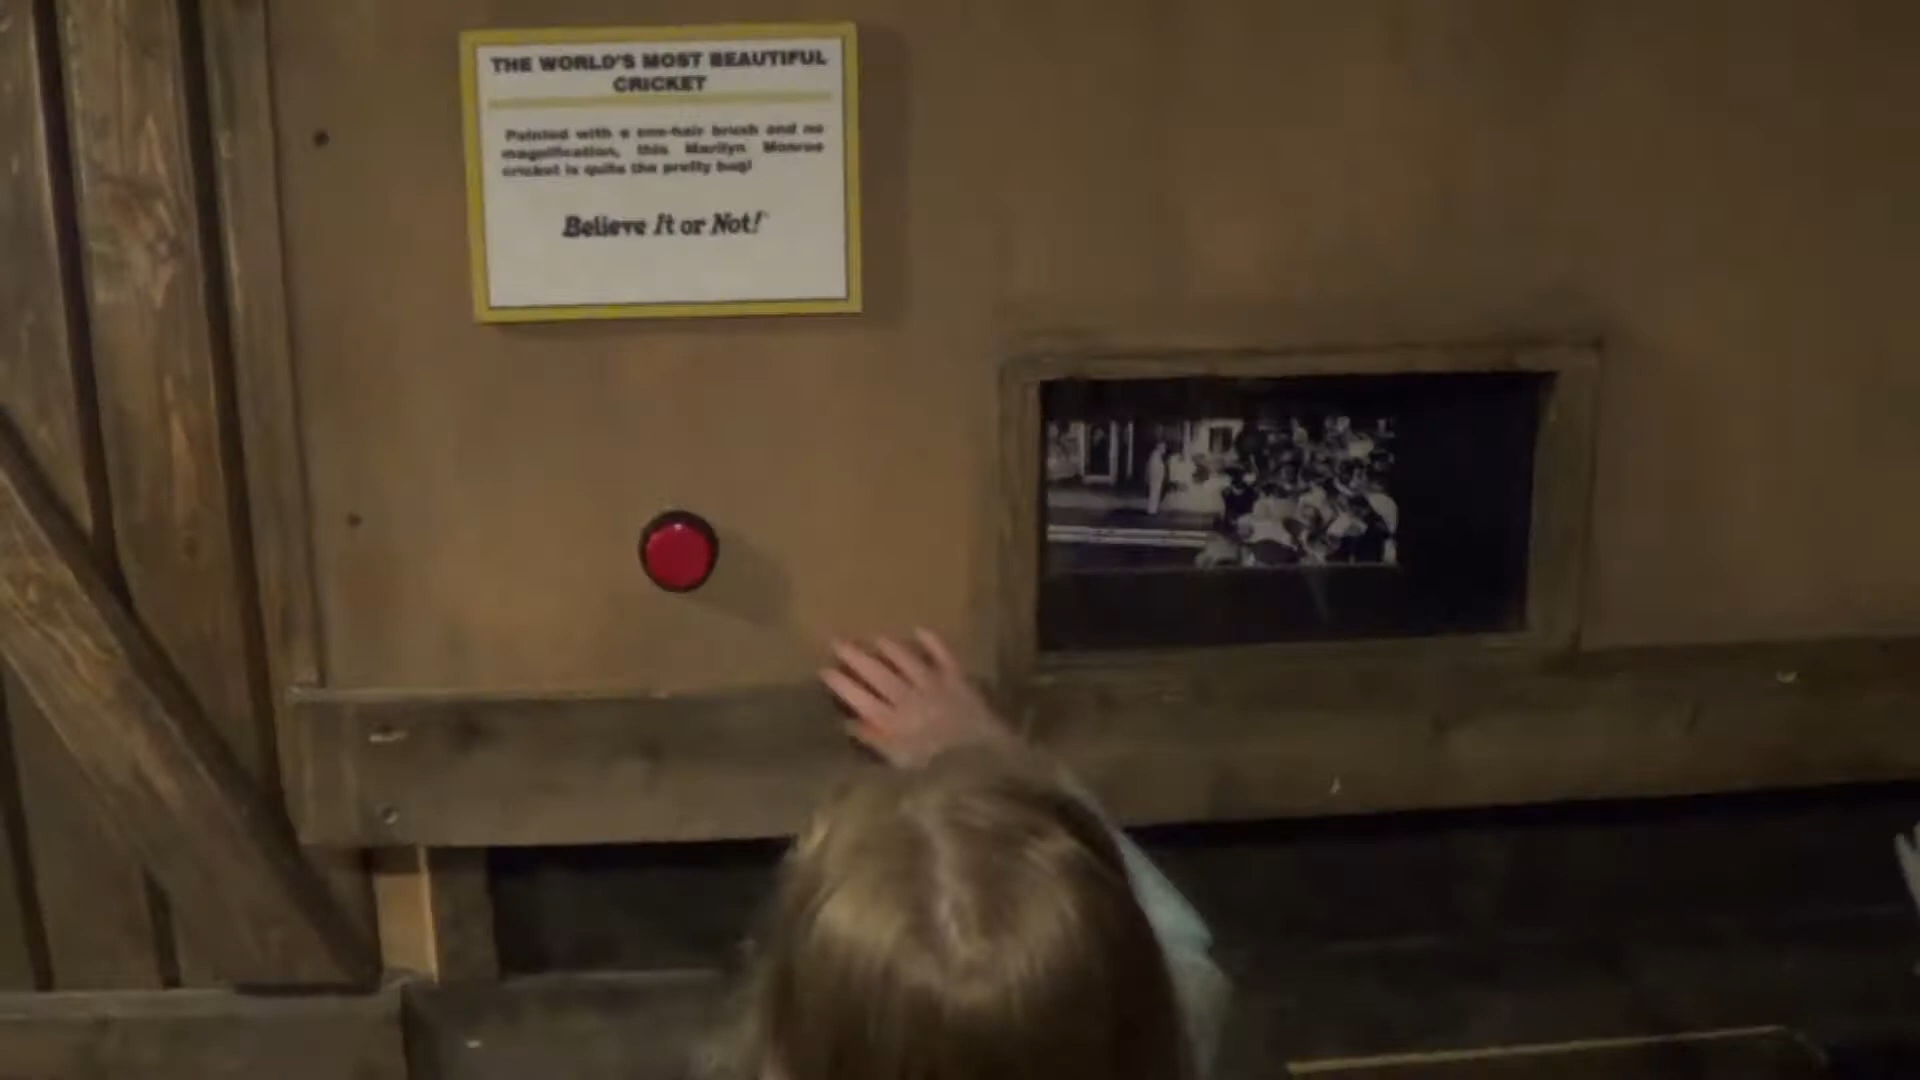 THE WORLD'S MOST BEAUTIFUL
CRICKET
Painted with a one-hair brush and no
magnification, this Marilyn Monroe
cricket is quite the pretty bug!
Believe It or Not!